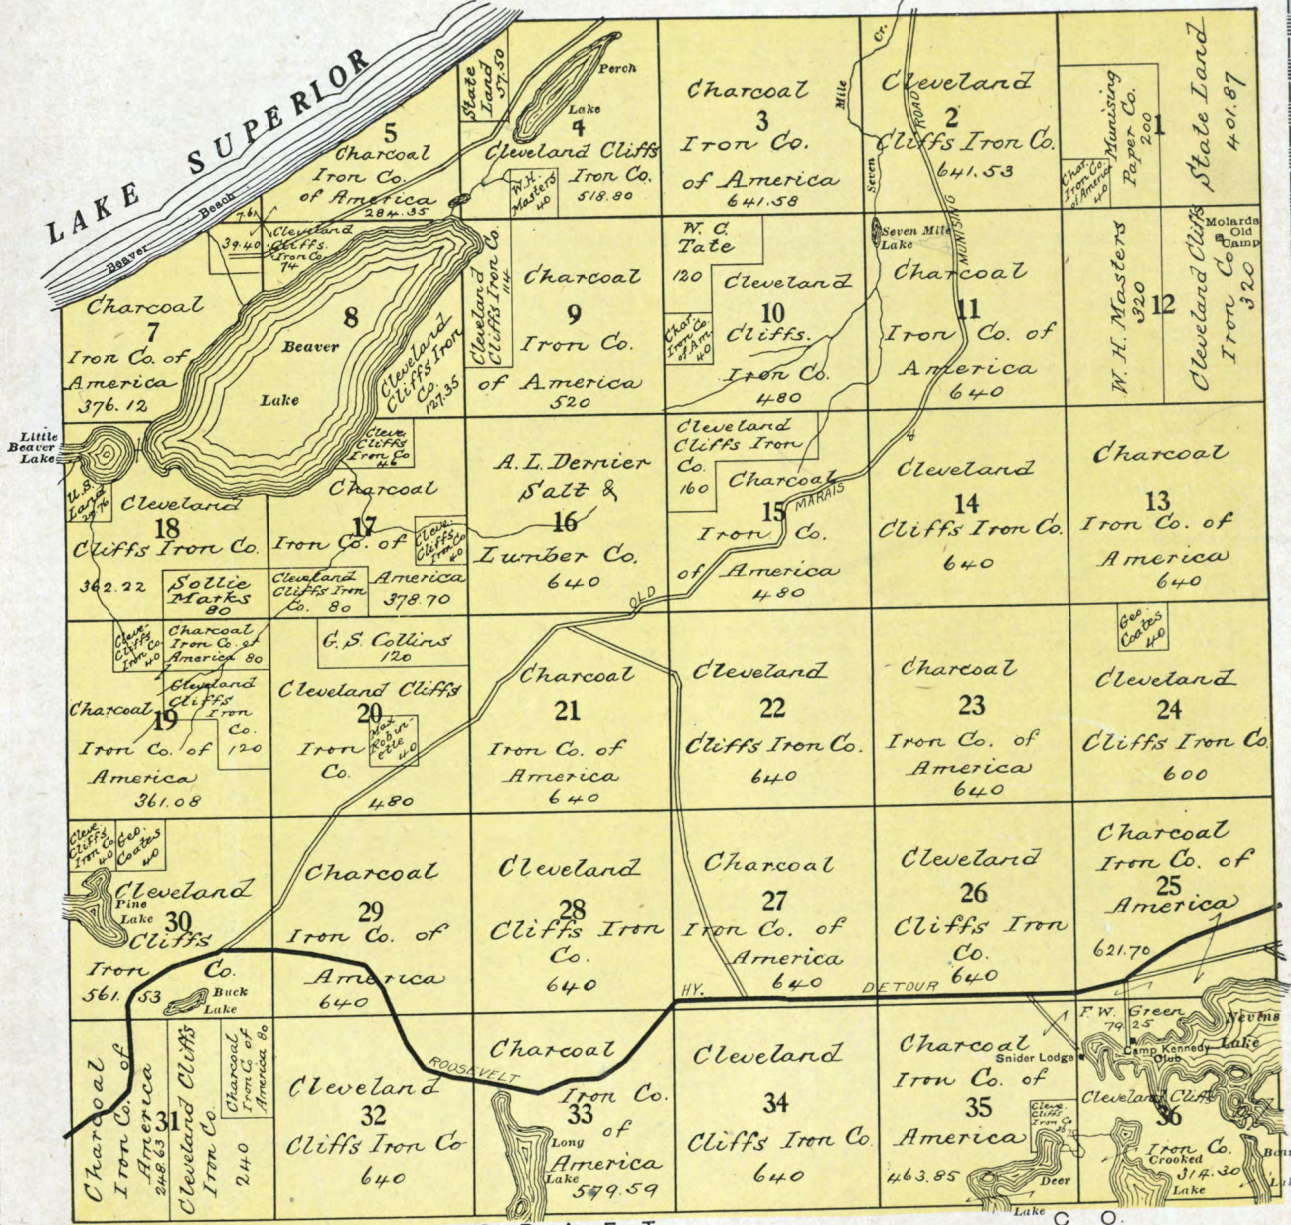 LAKE SUPERIOR
Beaver Beach
5
Charcoal
Iron Co.
of America
284.35
State
Land
57.50
Perch
Lake
4
Cleveland Cliffs
Iron Co.
518.80
W. H.
Masters
40
Charcoal
3
Iron Co.
of America
641.58
Seven Mile Cr.
Cleveland
2
Cliffs Iron Co.
641.53
MUNISING ROAD
Munising
Paper Co.
200
1
Char.
Iron Co.
of America
40
State Land
401.87
7.6
39.40
Cleveland
Cliffs
Iron Co.
74
Charcoal
7
Iron Co. of
America
376.12
8
Beaver
Lake
Cleveland
Cliffs Iron
Co.
127.35
Cleveland
Cliffs Iron Co.
114
Charcoal
9
Iron Co.
of America
520
W. C.
Tate
120
Cleveland
10
Cliffs.
Iron Co.
480
Char.
Iron Co.
of Am.
40
Seven Mile
Lake
Charcoal
11
Iron Co. of
America
640
W. H. Masters
320
12
Cleveland Cliffs
Iron Co.
320
Molards
Old
Camp
Little
Beaver
Lake
U.S.
Land
Cleveland
18
Cliffs Iron Co.
362.22
Sollie
Marks
80
Cleve
Cliffs
Iron Co
46
Charcoal
17
Iron Co. of
America
378.70
Cleve.
Cliffs
Iron Co
40
Cleveland
Cliffs Iron
Co. 80
A. L. Dernier
Salt &
16
Lumber Co.
640
Cleveland
Cliffs Iron
Co.
160
Charcoal
15
Iron Co.
of America
480
OLD
MARAIS
Cleveland
14
Cliffs Iron Co.
640
Charcoal
13
Iron Co. of
America
640
Cleve-
Cliffs
Iron Co
40
Charcoal
Iron Co. of
America 80
Cleveland
Cliffs
Iron
Co.
120
Charcoal
19
Iron Co. of
America
361.08
G. S. Collins
120
Cleveland Cliffs
20
Iron
Co.
480
Mad.
Robin-
ette
40
Charcoal
21
Iron Co. of
America
640
Cleveland
22
Cliffs Iron Co.
640
Charcoal
23
Iron Co. of
America
640
Geo.
Coates
40
Cleveland
24
Cliffs Iron Co.
600
Cleve.
Cliffs
Iron Co
40
Geo.
Coates
40
Pine
Lake
Cleveland
30
Cliffs
Iron Co.
561.53
Buck
Lake
Charcoal
29
Iron Co. of
America
640
Cleveland
28
Cliffs Iron
Co.
640
Charcoal
27
Iron Co. of
America
640
Cleveland
26
Cliffs Iron
Co.
640
Charcoal
Iron Co. of
25
America
621.70
ROOSEVELT HY. DETOUR
Charcoal
Iron Co. of
America
248.63
31
Cleveland Cliffs
Iron Co.
240
Charcoal
Iron Co. of
America 80
Cleveland
32
Cliffs Iron Co
640
Charcoal
Iron Co.
33
of
America
579.59
Long
Lake
Cleveland
34
Cliffs Iron Co.
640
Charcoal
Iron Co. of
35
America
463.85
Snider Lodge
Cleve.
Cliffs
Iron Co
Deer
Lake
F. W. Green
79.25
Camp Kennedy
Club
Nevins
Lake
Cleveland Cliffs
36
Iron Co.
314.30
Crooked
Lake
C O.